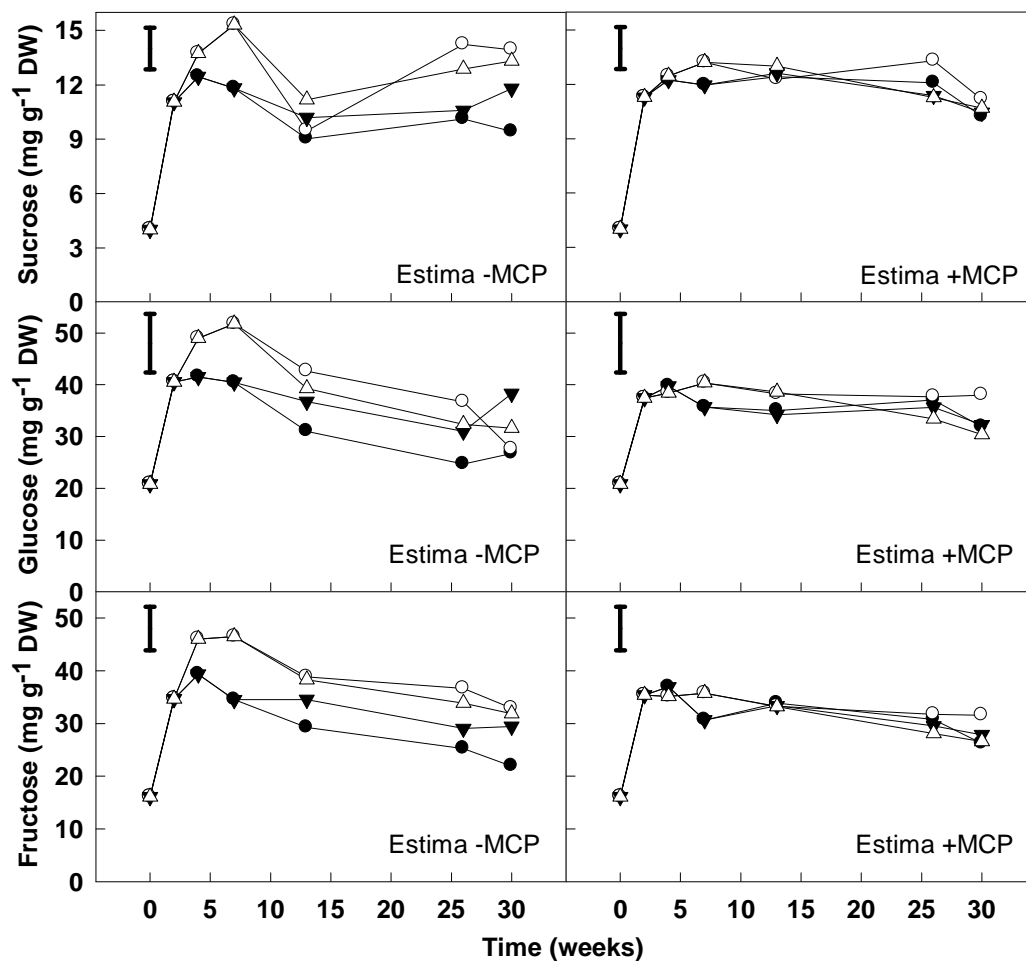 15
12
9
6
3
0
Sucrose (mg g⁻¹ DW)
Estima -MCP
Estima +MCP
50
40
30
20
10
0
Glucose (mg g⁻¹ DW)
Estima -MCP
Estima +MCP
50
40
30
20
10
0
Fructose (mg g⁻¹ DW)
Estima -MCP
Estima +MCP
0 5 10 15 20 25 30 0 5 10 15 20 25 30
Time (weeks)